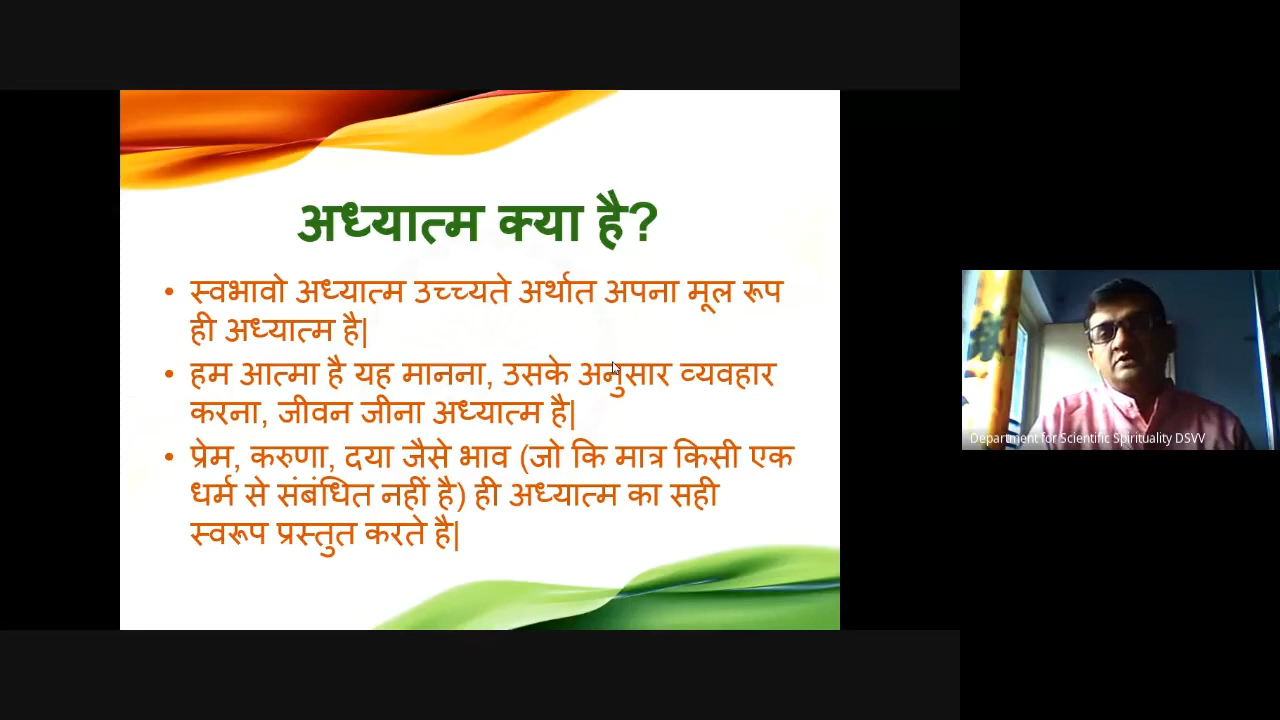 अध्यात्म क्या है?
• स्वभावो अध्यात्म उच्च्यते अर्थात अपना मूल रूप
ही अध्यात्म है|
• हम आत्मा है यह मानना, उसके अनुसार व्यवहार
करना, जीवन जीना अध्यात्म है|
• प्रेम, करुणा, दया जैसे भाव (जो कि मात्र किसी एक
धर्म से संबंधित नहीं है) ही अध्यात्म का सही
स्वरूप प्रस्तुत करते है|
Department for Scientific Spirituality DSVV